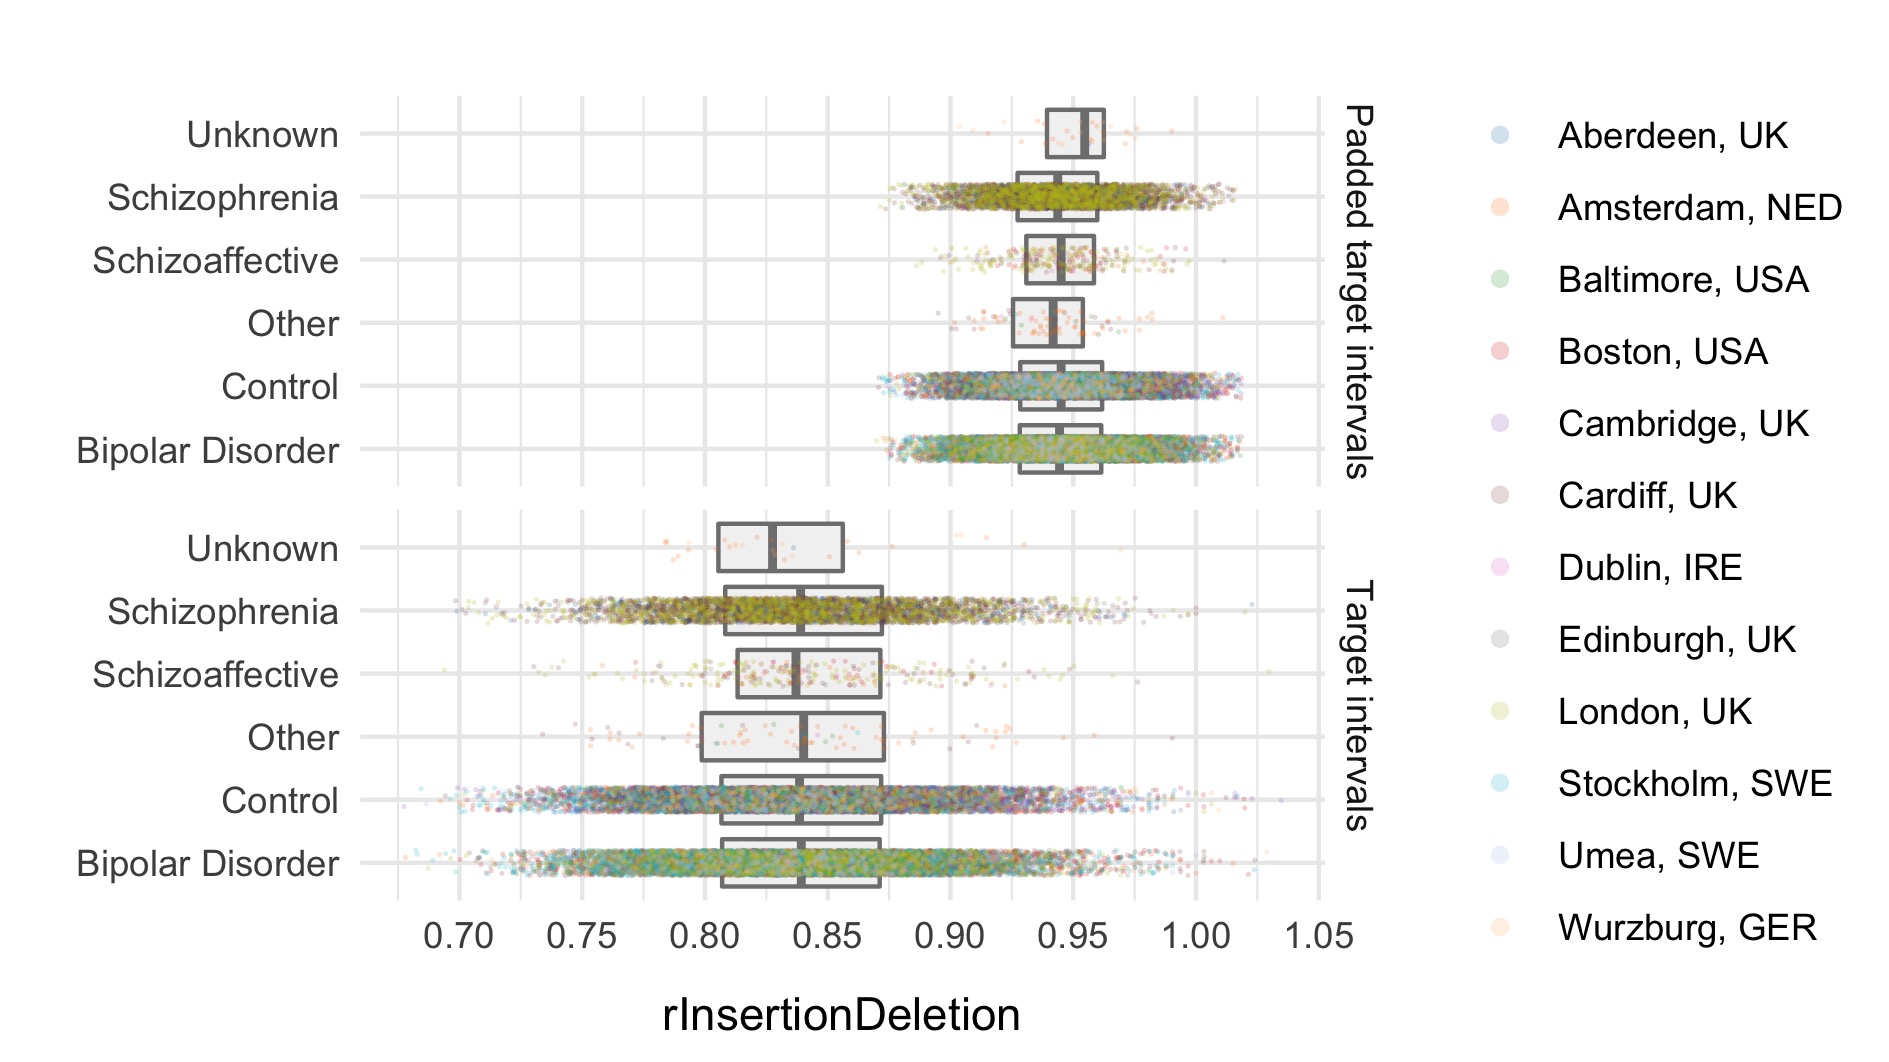 Unknown
Schizophrenia
Schizoaffective
Other
Control
Bipolar Disorder
Padded target intervals
Unknown
Schizophrenia
Schizoaffective
Other
Control
Bipolar Disorder
Target intervals
0.70 0.75 0.80 0.85 0.90 0.95 1.00 1.05
rInsertionDeletion
Aberdeen, UK
Amsterdam, NED
Baltimore, USA
Boston, USA
Cambridge, UK
Cardiff, UK
Dublin, IRE
Edinburgh, UK
London, UK
Stockholm, SWE
Umea, SWE
Wurzburg, GER